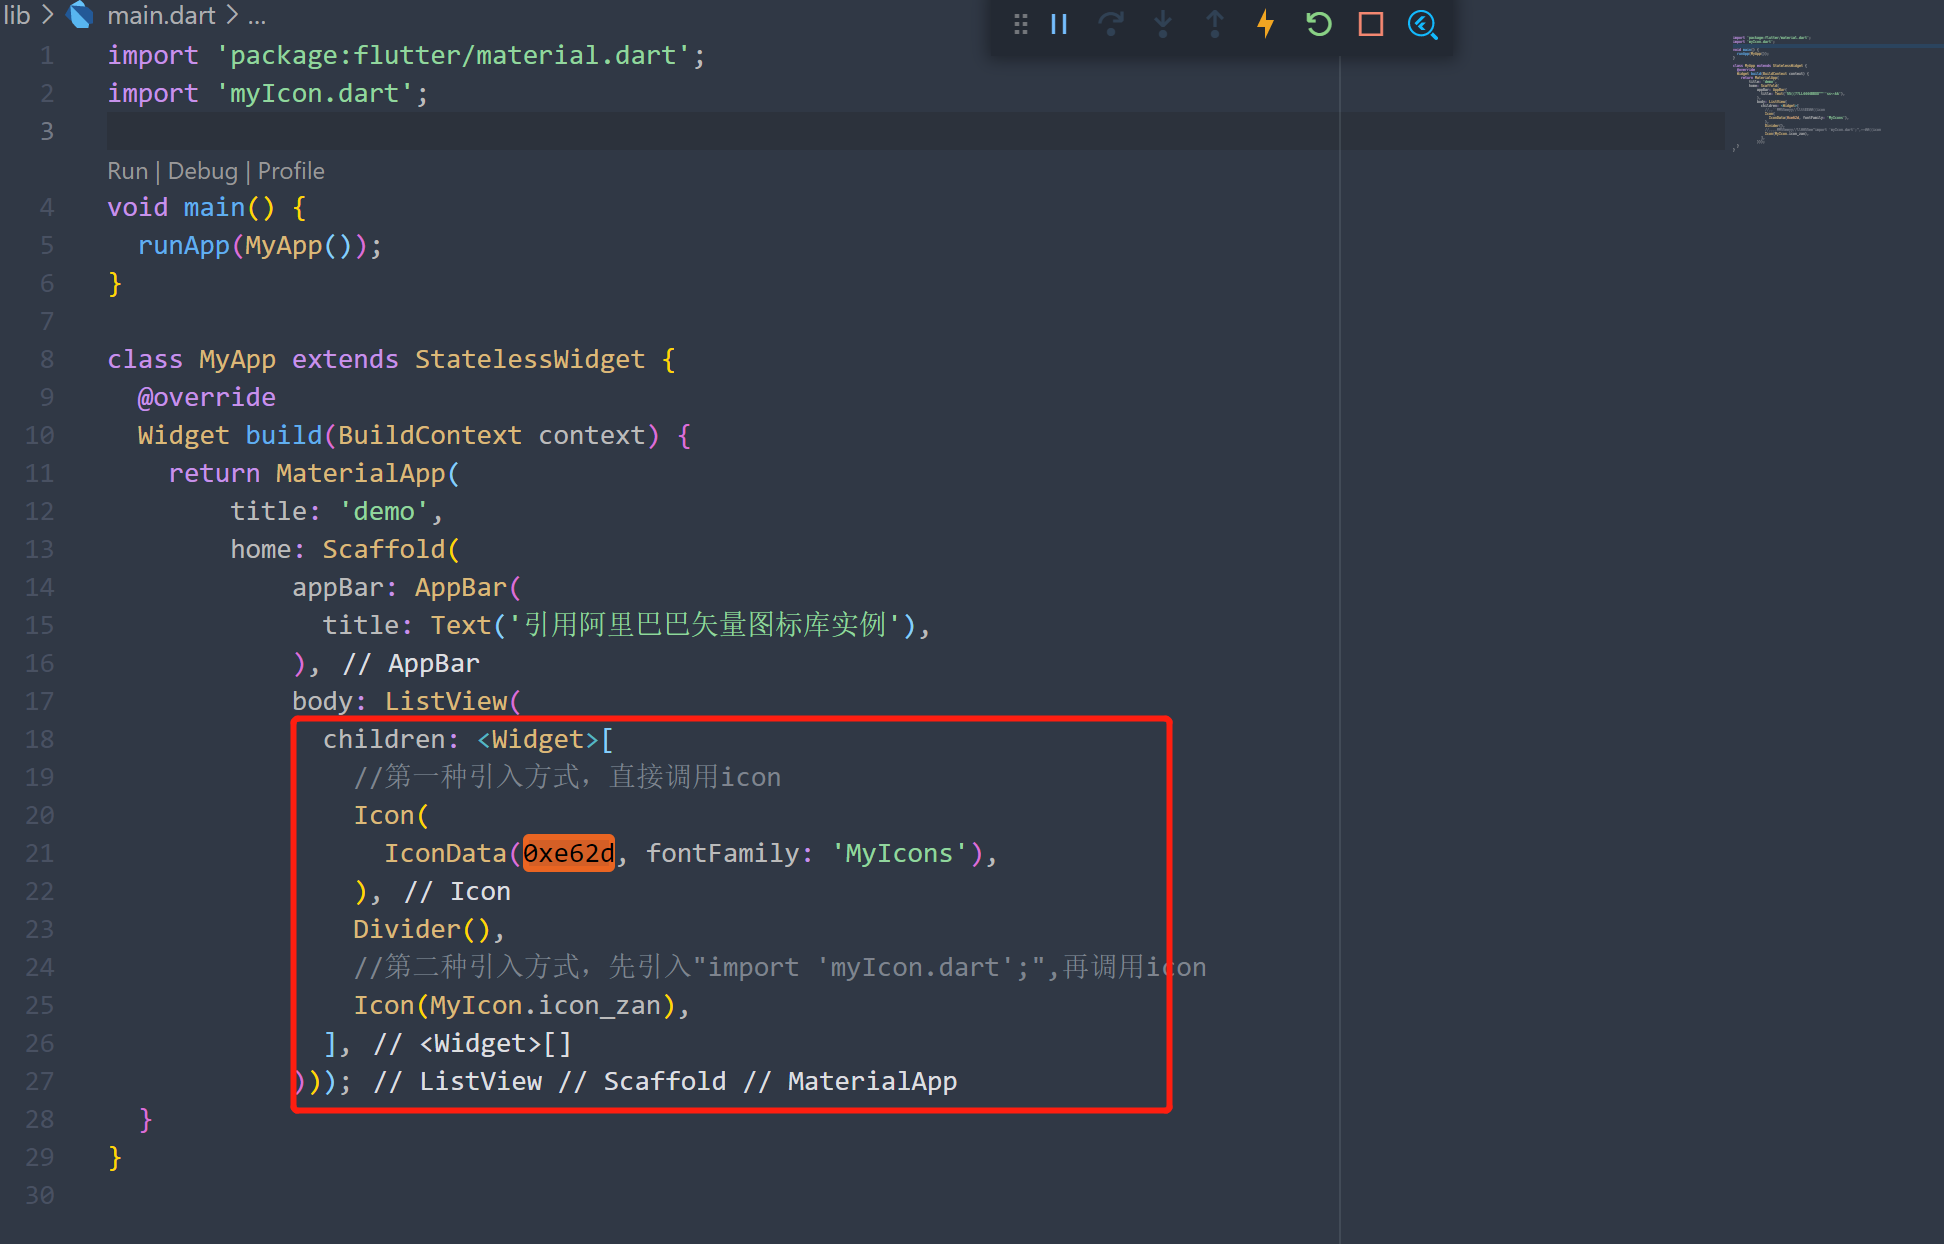 lib > main.dart > ...
1 import 'package:flutter/material.dart';
2 import 'myIcon.dart';
3
Run | Debug | Profile
4 void main() {
5   runApp(MyApp());
6 }
7
8 class MyApp extends StatelessWidget {
9   @override
10   Widget build(BuildContext context) {
11     return MaterialApp(
12         title: 'demo',
13         home: Scaffold(
14             appBar: AppBar(
15               title: Text('引用阿里巴巴矢量图标库实例'),
16             ), // AppBar
17             body: ListView(
18               children: <Widget>[
19                 //第一种引入方式，直接调用icon
20                 Icon(
21                   IconData(0xe62d, fontFamily: 'MyIcons'),
22                 ), // Icon
23                 Divider(),
24                 //第二种引入方式，先引入"import 'myIcon.dart';",再调用icon
25                 Icon(MyIcon.icon_zan),
26               ], // <Widget>[]
27             ))); // ListView // Scaffold // MaterialApp
28   }
29 }
30